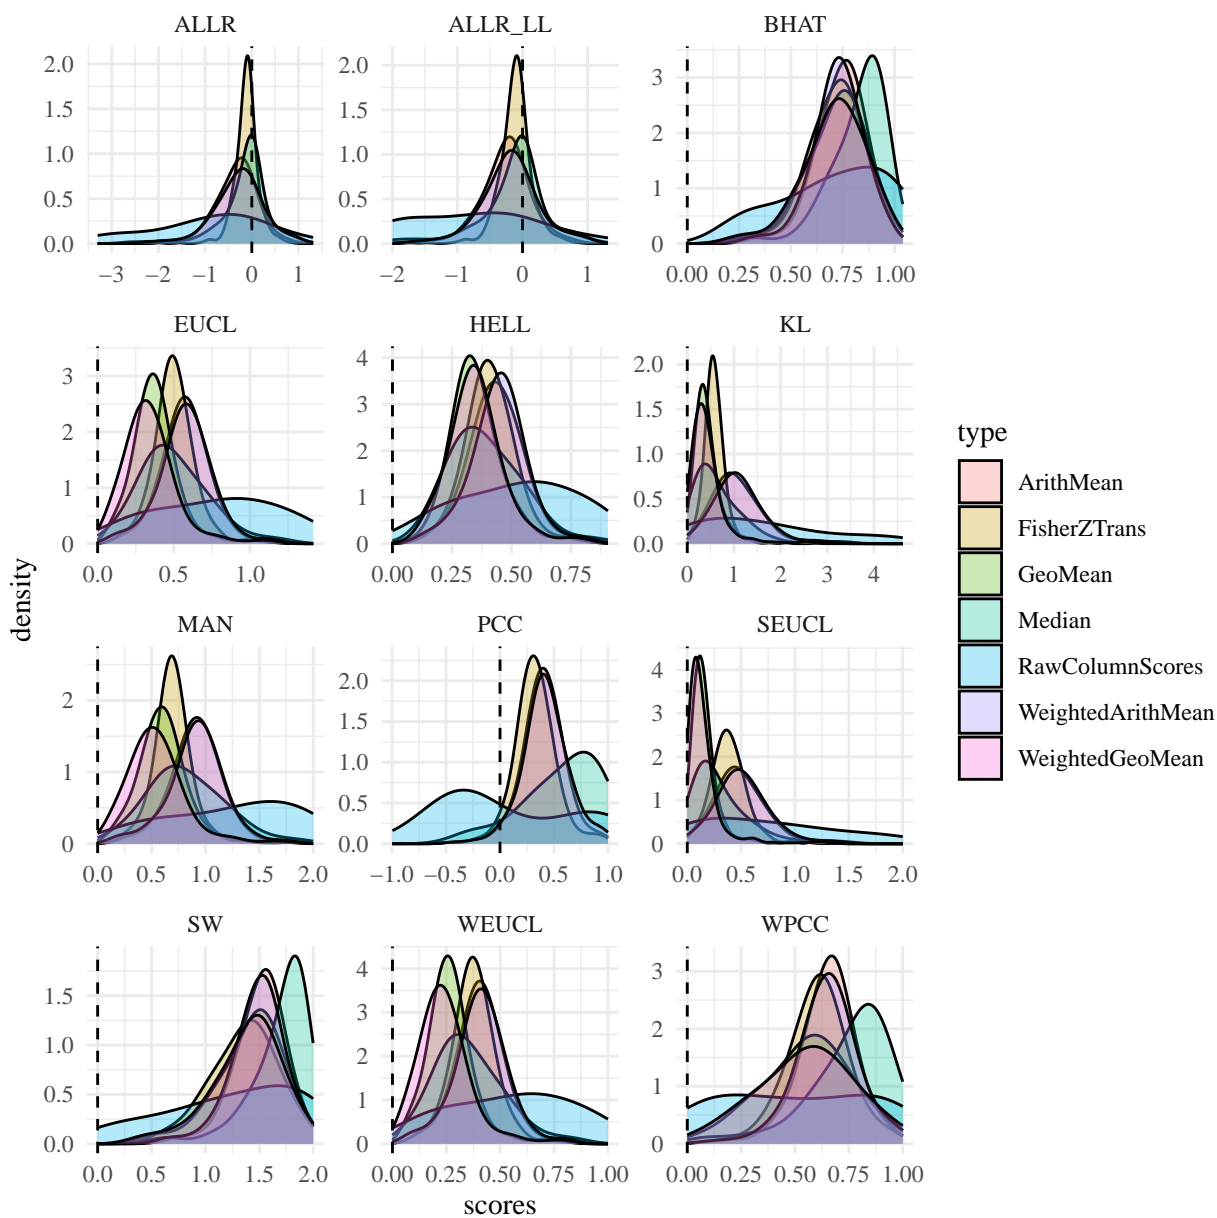 ALLR ALLR_LL BHAT
2.0 1.5 1.0 0.5 0.0
−3 −2 −1 0 1
2.0 1.5 1.0 0.5 0.0
−2 −1 0 1
3 2 1 0
0.00 0.25 0.50 0.75 1.00
EUCL HELL KL
3 2 1 0
0.0 0.5 1.0
4 3 2 1 0
0.00 0.25 0.50 0.75
2.0 1.5 1.0 0.5 0.0
0 1 2 3 4
MAN PCC SEUCL
2 1 0
0.0 0.5 1.0 1.5 2.0
2.0 1.5 1.0 0.5 0.0
−1.0 −0.5 0.0 0.5 1.0
4 3 2 1 0
0.0 0.5 1.0 1.5 2.0
SW WEUCL WPCC
1.5 1.0 0.5 0.0
0.0 0.5 1.0 1.5 2.0
4 3 2 1 0
0.00 0.25 0.50 0.75 1.00
3 2 1 0
0.00 0.25 0.50 0.75 1.00
density
scores
type
ArithMean
FisherZTrans
GeoMean
Median
RawColumnScores
WeightedArithMean
WeightedGeoMean